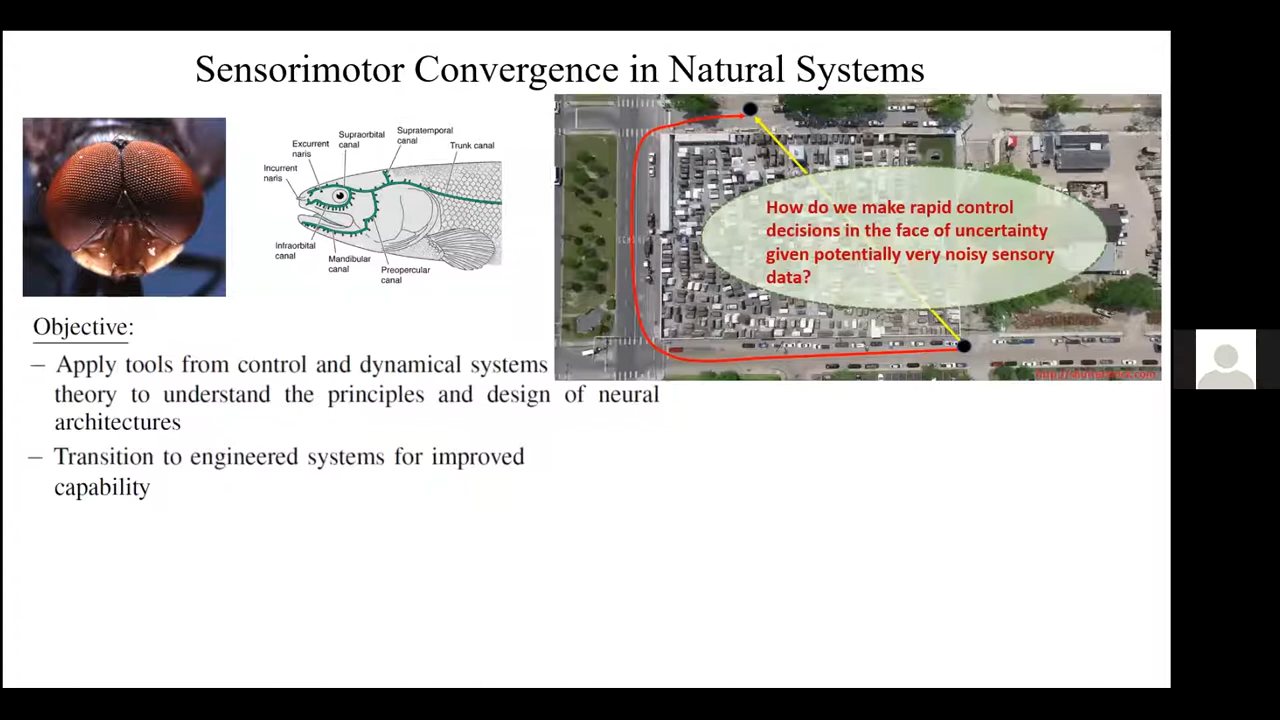 Sensorimotor Convergence in Natural Systems
Supraorbital
canal
Supratemporal
canal
Excurrent
naris
Trunk canal
Incurrent
naris
Infraorbital
canal
Mandibular
canal
Preopercular
canal
How do we make rapid control
decisions in the face of uncertainty
given potentially very noisy sensory
data?
Objective:
– Apply tools from control and dynamical systems
theory to understand the principles and design of neural
architectures
– Transition to engineered systems for improved
capability